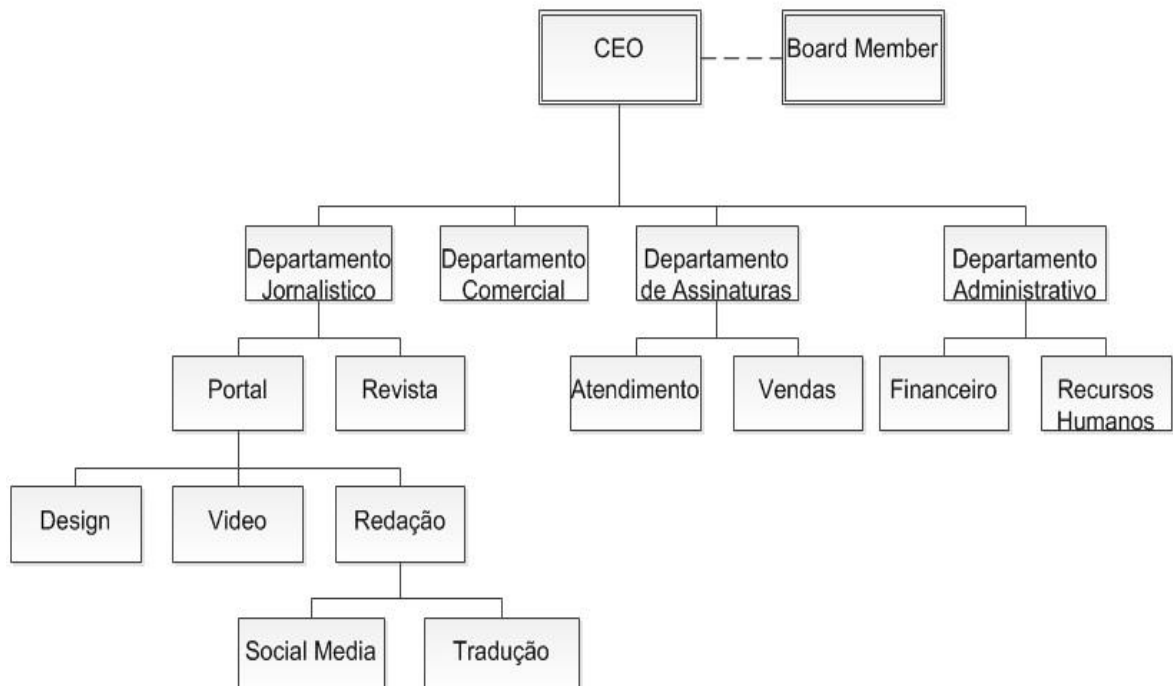 CEO
Board Member
Departamento
Jornalistico
Departamento
Comercial
Departamento
de Assinaturas
Departamento
Administrativo
Portal
Revista
Atendimento
Vendas
Financeiro
Recursos
Humanos
Design
Video
Redação
Social Media
Tradução